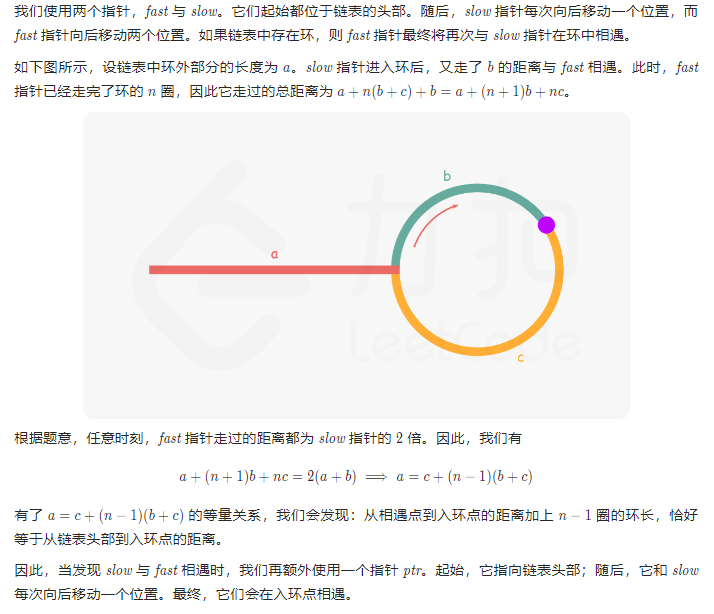 我们使用两个指针，fast 与 slow。它们起始都位于链表的头部。随后，slow 指针每次向后移动一个位置，而
fast 指针向后移动两个位置。如果链表中存在环，则 fast 指针最终将再次与 slow 指针在环中相遇。
如下图所示，设链表中环外部分的长度为 a。slow 指针进入环后，又走了 b 的距离与 fast 相遇。此时，fast
指针已经走完了环的 n 圈，因此它走过的总距离为 a + n(b + c) + b = a + (n + 1)b + nc。
b
a
力扣
LeetCode
c
根据题意，任意时刻，fast 指针走过的距离都为 slow 指针的 2 倍。因此，我们有
a + (n + 1)b + nc = 2(a + b) ⟹ a = c + (n − 1)(b + c)
有了 a = c + (n − 1)(b + c) 的等量关系，我们会发现：从相遇点到入环点的距离加上 n − 1 圈的环长，恰好
等于从链表头部到入环点的距离。
因此，当发现 slow 与 fast 相遇时，我们再额外使用一个指针 ptr。起始，它指向链表头部；随后，它和 slow
每次向后移动一个位置。最终，它们会在入环点相遇。